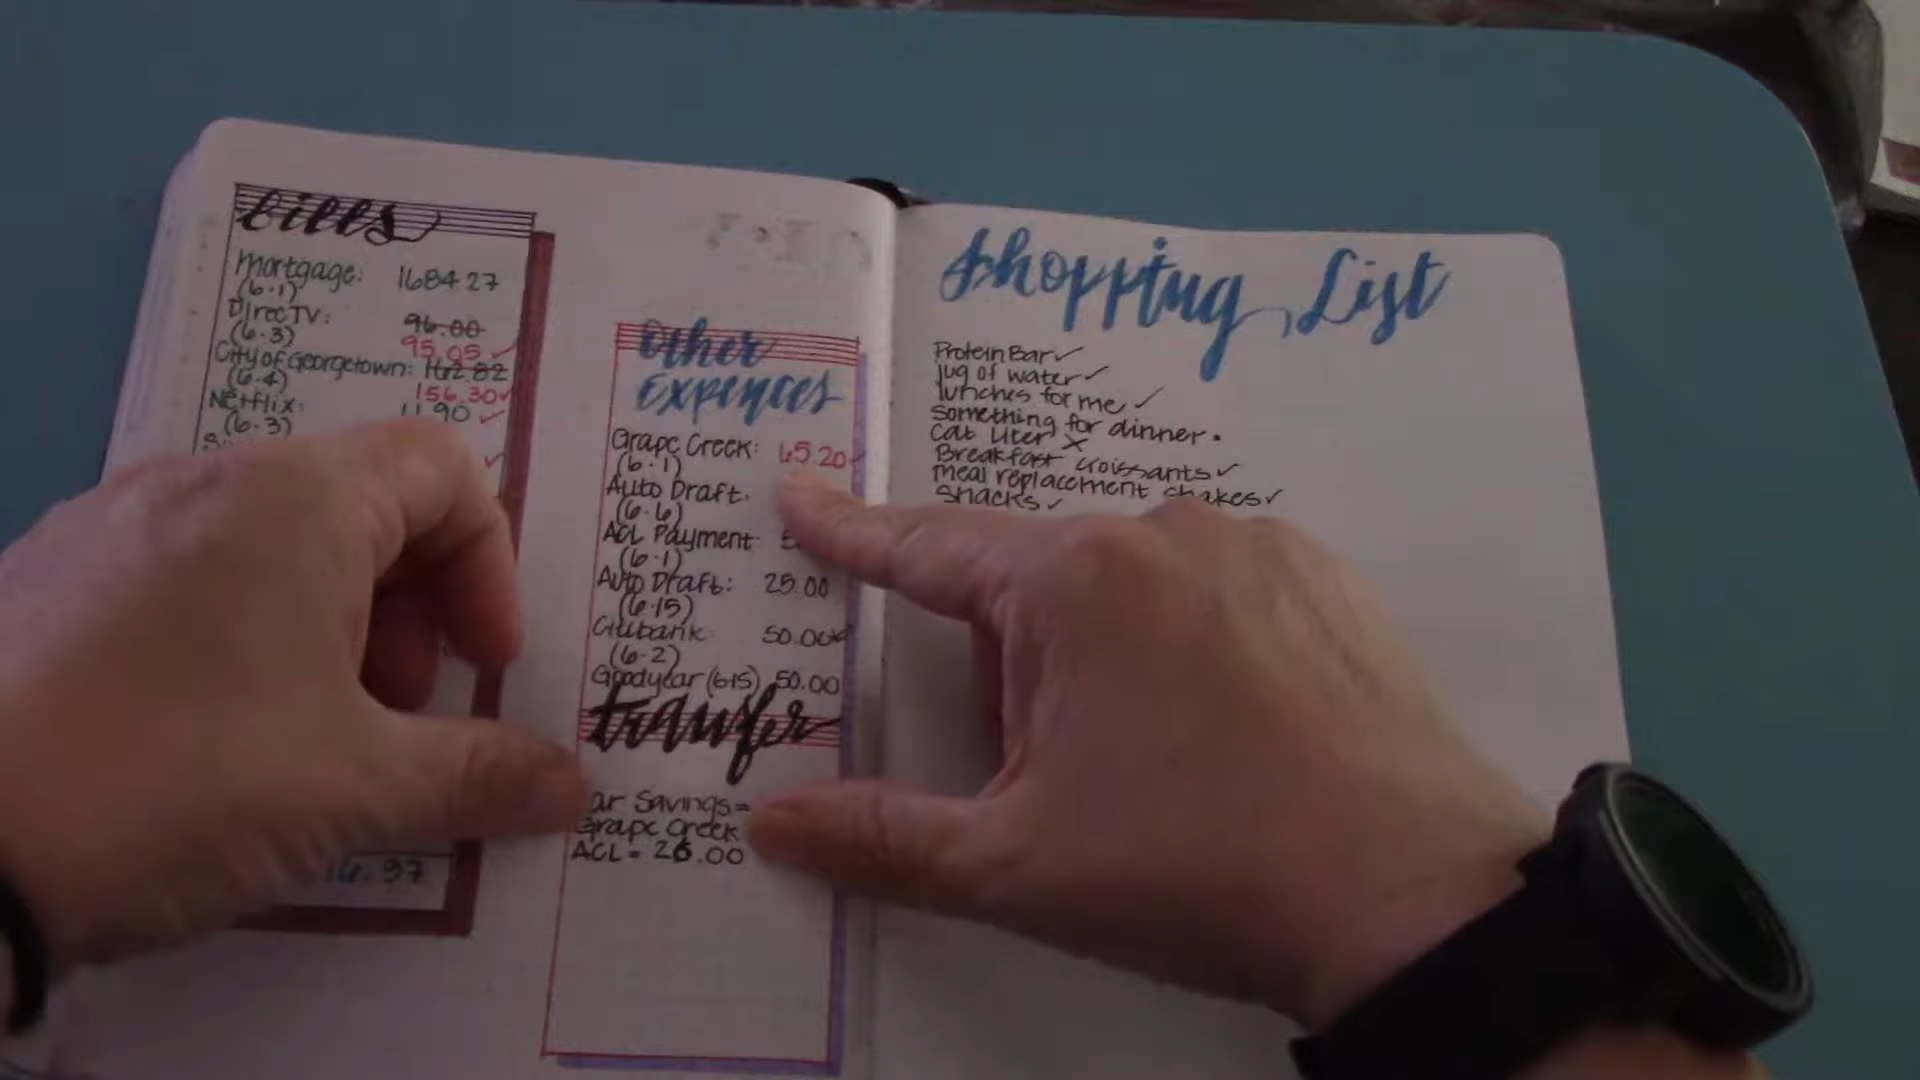 bills
Mortgage: 1684.27
(6.1)
DirecTV: 96.00
(6.3) 95.05 ✓
City of Georgetown: 162.82
(6.4) 156.30 ✓
Netflix: 11.90 ✓
(6.3)
Other
Expences
Grape Creek: 65.20 ✓
(6.1)
Auto Draft.
(6.6)
ACL Payment
(6.1)
Auto Draft: 25.00
(6.15)
Citibank: 50.00
(6.2)
Goodyear (6.15) 50.00
transfer
ar Savings =
Grape Creek
ACL = 26.00
Shopping List
Protein Bar ✓
jug of water ✓
lunches for me ✓
Something for dinner •
Cat Liter X
Breakfast croissants ✓
Meal replacement shakes ✓
Snacks ✓